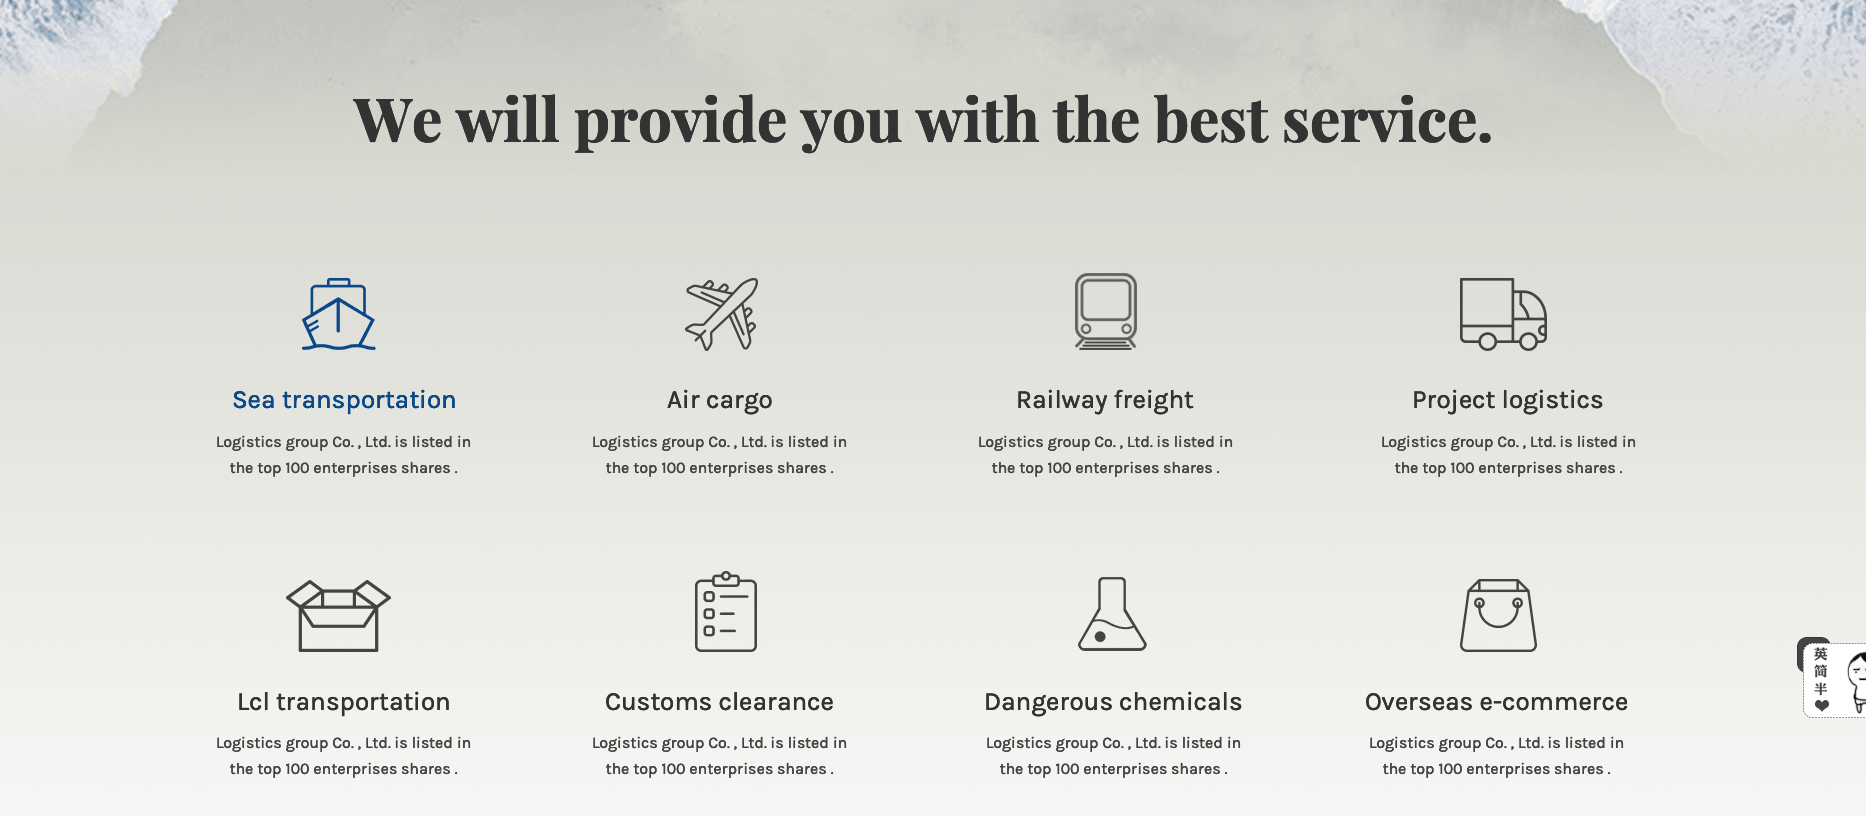 We will provide you with the best service.
Sea transportation
Logistics group Co. , Ltd. is listed in
the top 100 enterprises shares .
Air cargo
Logistics group Co. , Ltd. is listed in
the top 100 enterprises shares .
Railway freight
Logistics group Co. , Ltd. is listed in
the top 100 enterprises shares .
Project logistics
Logistics group Co. , Ltd. is listed in
the top 100 enterprises shares .
Lcl transportation
Logistics group Co. , Ltd. is listed in
the top 100 enterprises shares .
Customs clearance
Logistics group Co. , Ltd. is listed in
the top 100 enterprises shares .
Dangerous chemicals
Logistics group Co. , Ltd. is listed in
the top 100 enterprises shares .
Overseas e-commerce
Logistics group Co. , Ltd. is listed in
the top 100 enterprises shares .
英简半